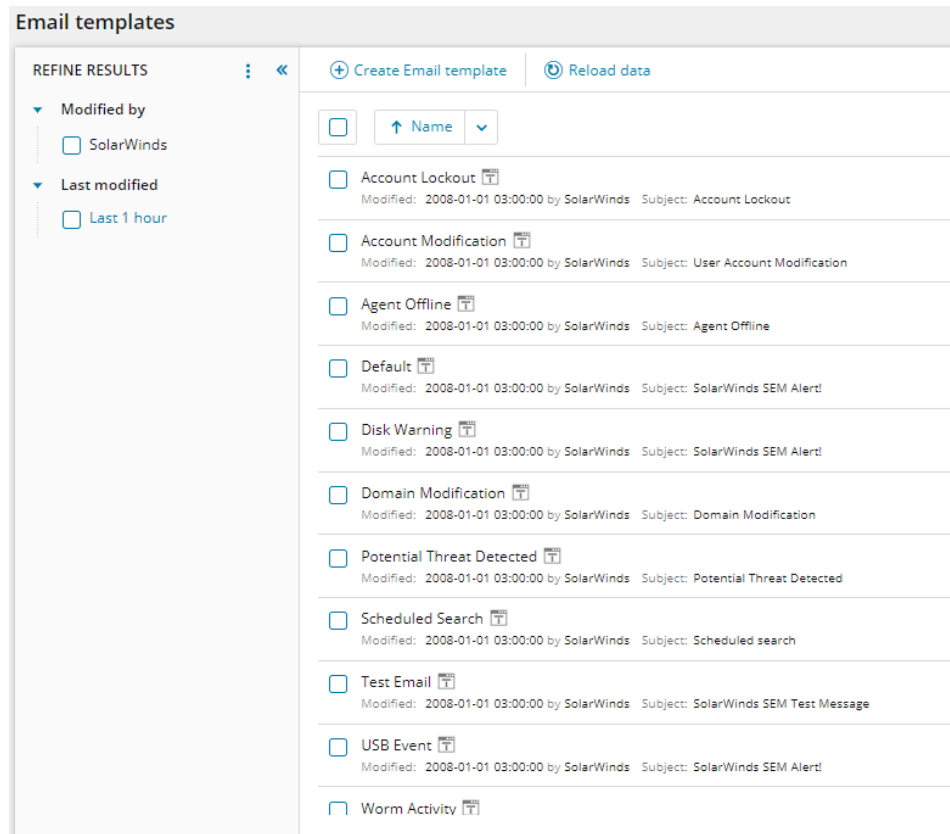 Email templates
REFINE RESULTS
Modified by
SolarWinds
Last modified
Last 1 hour
Create Email template
Reload data
Name
Account Lockout
Modified: 2008-01-01 03:00:00 by SolarWinds Subject: Account Lockout
Account Modification
Modified: 2008-01-01 03:00:00 by SolarWinds Subject: User Account Modification
Agent Offline
Modified: 2008-01-01 03:00:00 by SolarWinds Subject: Agent Offline
Default
Modified: 2008-01-01 03:00:00 by SolarWinds Subject: SolarWinds SEM Alert!
Disk Warning
Modified: 2008-01-01 03:00:00 by SolarWinds Subject: SolarWinds SEM Alert!
Domain Modification
Modified: 2008-01-01 03:00:00 by SolarWinds Subject: Domain Modification
Potential Threat Detected
Modified: 2008-01-01 03:00:00 by SolarWinds Subject: Potential Threat Detected
Scheduled Search
Modified: 2008-01-01 03:00:00 by SolarWinds Subject: Scheduled search
Test Email
Modified: 2008-01-01 03:00:00 by SolarWinds Subject: SolarWinds SEM Test Message
USB Event
Modified: 2008-01-01 03:00:00 by SolarWinds Subject: SolarWinds SEM Alert!
Worm Activity